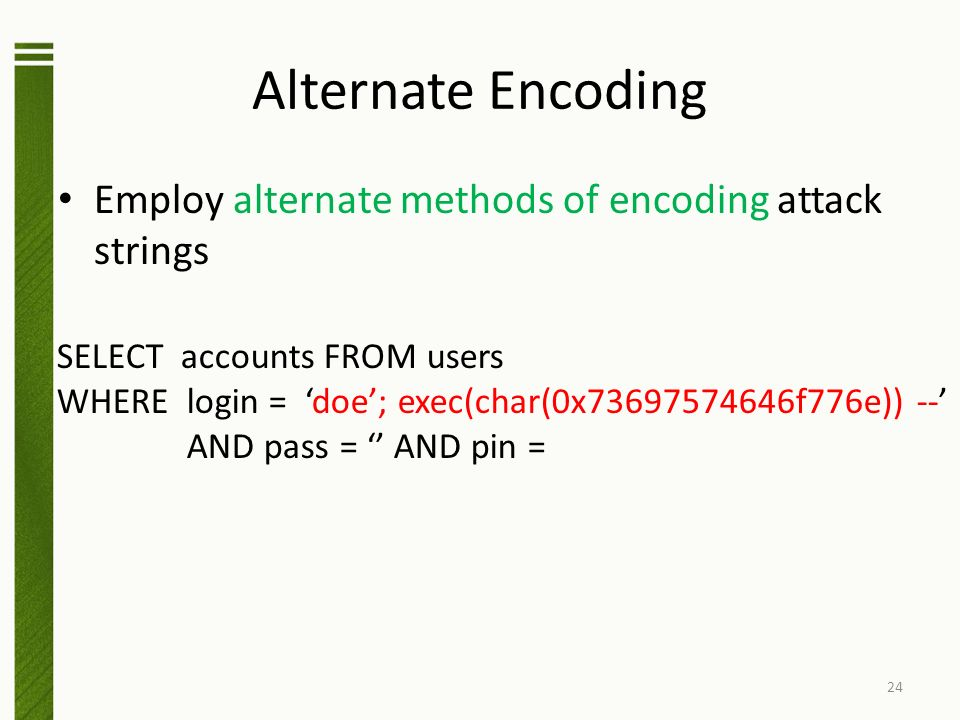 Alternate Encoding
• Employ alternate methods of encoding attack
strings
SELECT accounts FROM users
WHERE login = ‘doe’; exec(char(0x73697574646f776e)) --’
AND pass = ‘’ AND pin =
24